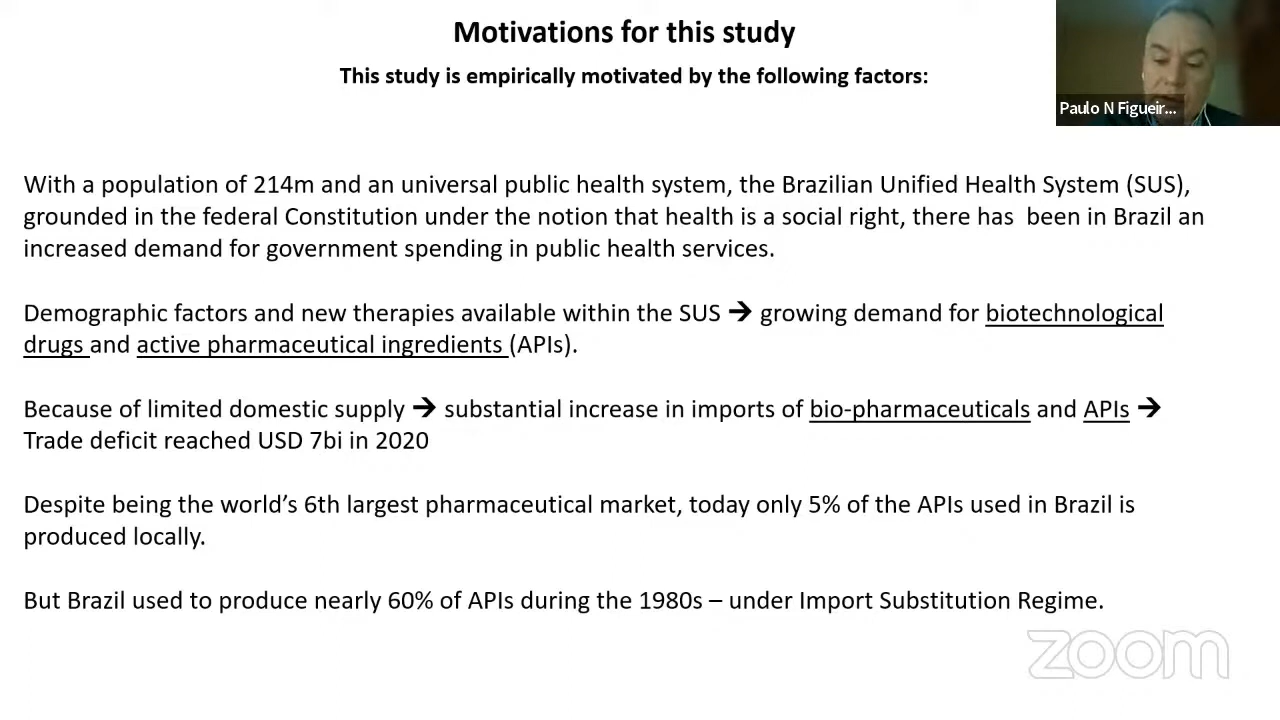 Motivations for this study
This study is empirically motivated by the following factors:
Paulo N Figueir...
With a population of 214m and an universal public health system, the Brazilian Unified Health System (SUS),
grounded in the federal Constitution under the notion that health is a social right, there has  been in Brazil an
increased demand for government spending in public health services.
Demographic factors and new therapies available within the SUS ➔ growing demand for biotechnological
drugs and active pharmaceutical ingredients (APIs).
Because of limited domestic supply ➔ substantial increase in imports of bio-pharmaceuticals and APIs ➔
Trade deficit reached USD 7bi in 2020
Despite being the world’s 6th largest pharmaceutical market, today only 5% of the APIs used in Brazil is
produced locally.
But Brazil used to produce nearly 60% of APIs during the 1980s – under Import Substitution Regime.
zoom